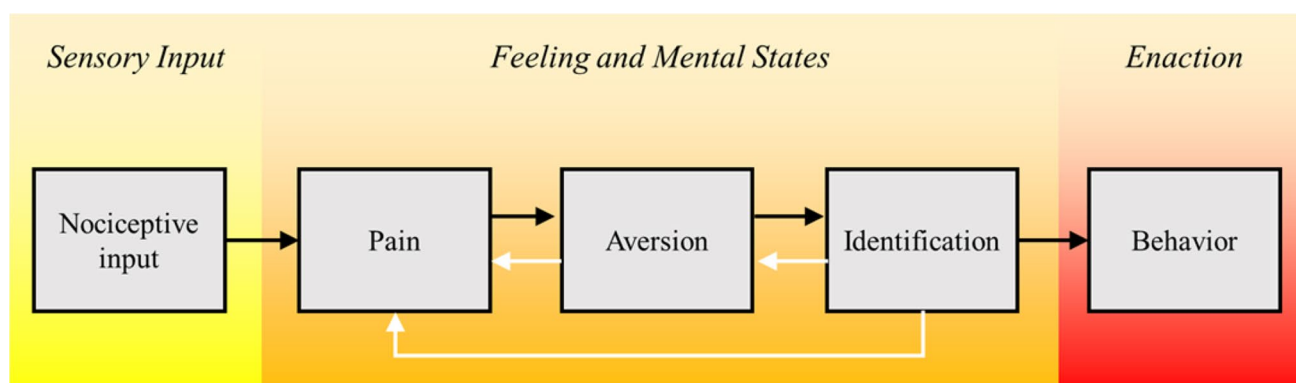 Sensory Input
Feeling and Mental States
Enaction
Nociceptive
input
Pain
Aversion
Identification
Behavior